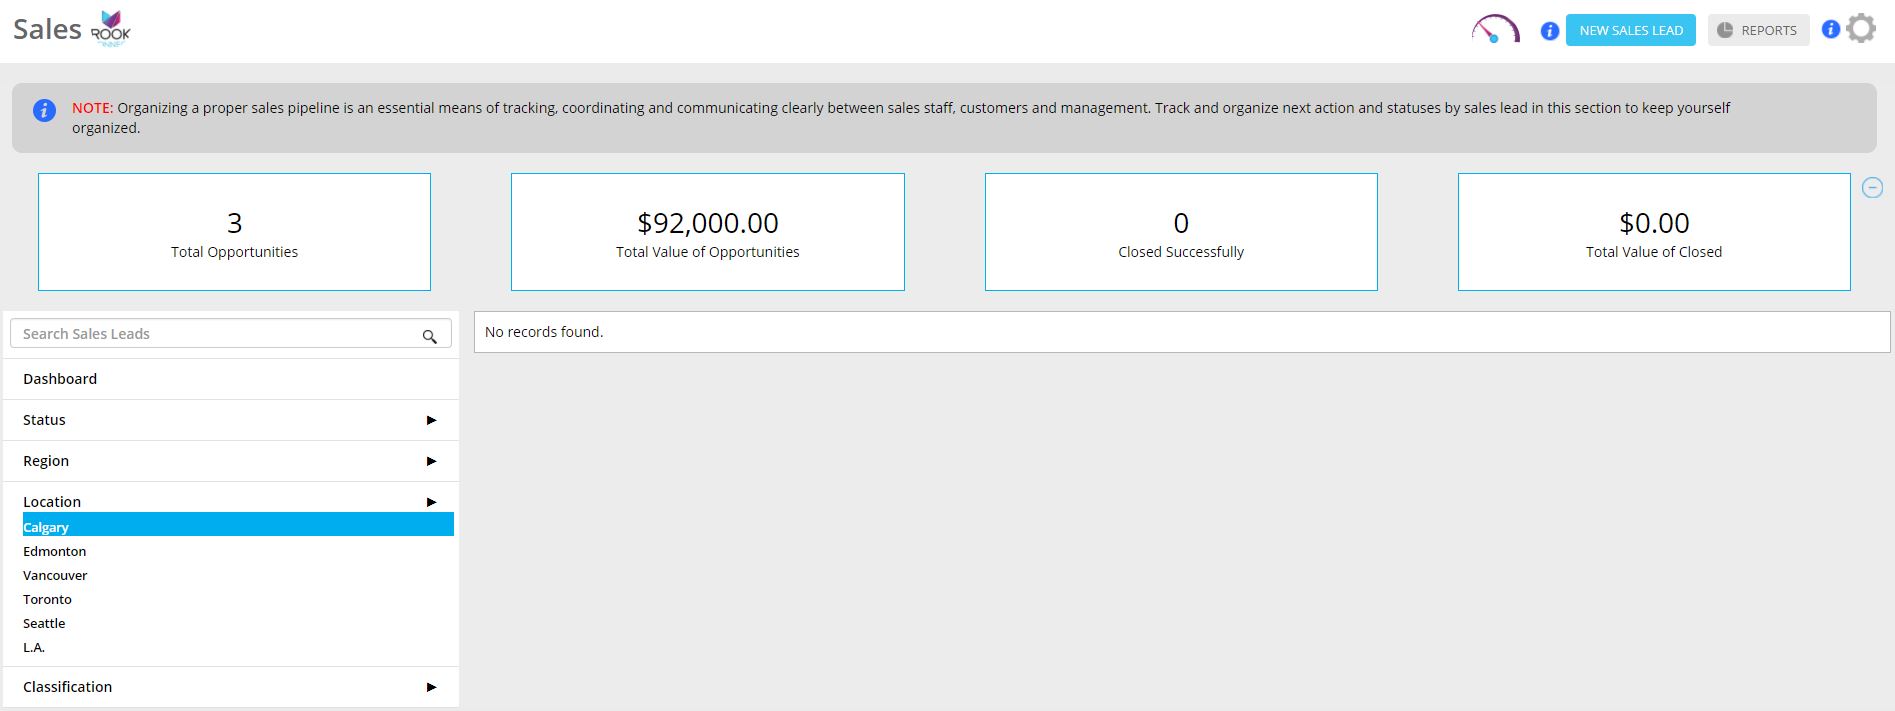 Sales
ROOK
NEW SALES LEAD
REPORTS
NOTE: Organizing a proper sales pipeline is an essential means of tracking, coordinating and communicating clearly between sales staff, customers and management. Track and organize next action and statuses by sales lead in this section to keep yourself
organized.
3
Total Opportunities
$92,000.00
Total Value of Opportunities
0
Closed Successfully
$0.00
Total Value of Closed
Search Sales Leads
No records found.
Dashboard
Status
Region
Location
Calgary
Edmonton
Vancouver
Toronto
Seattle
L.A.
Classification